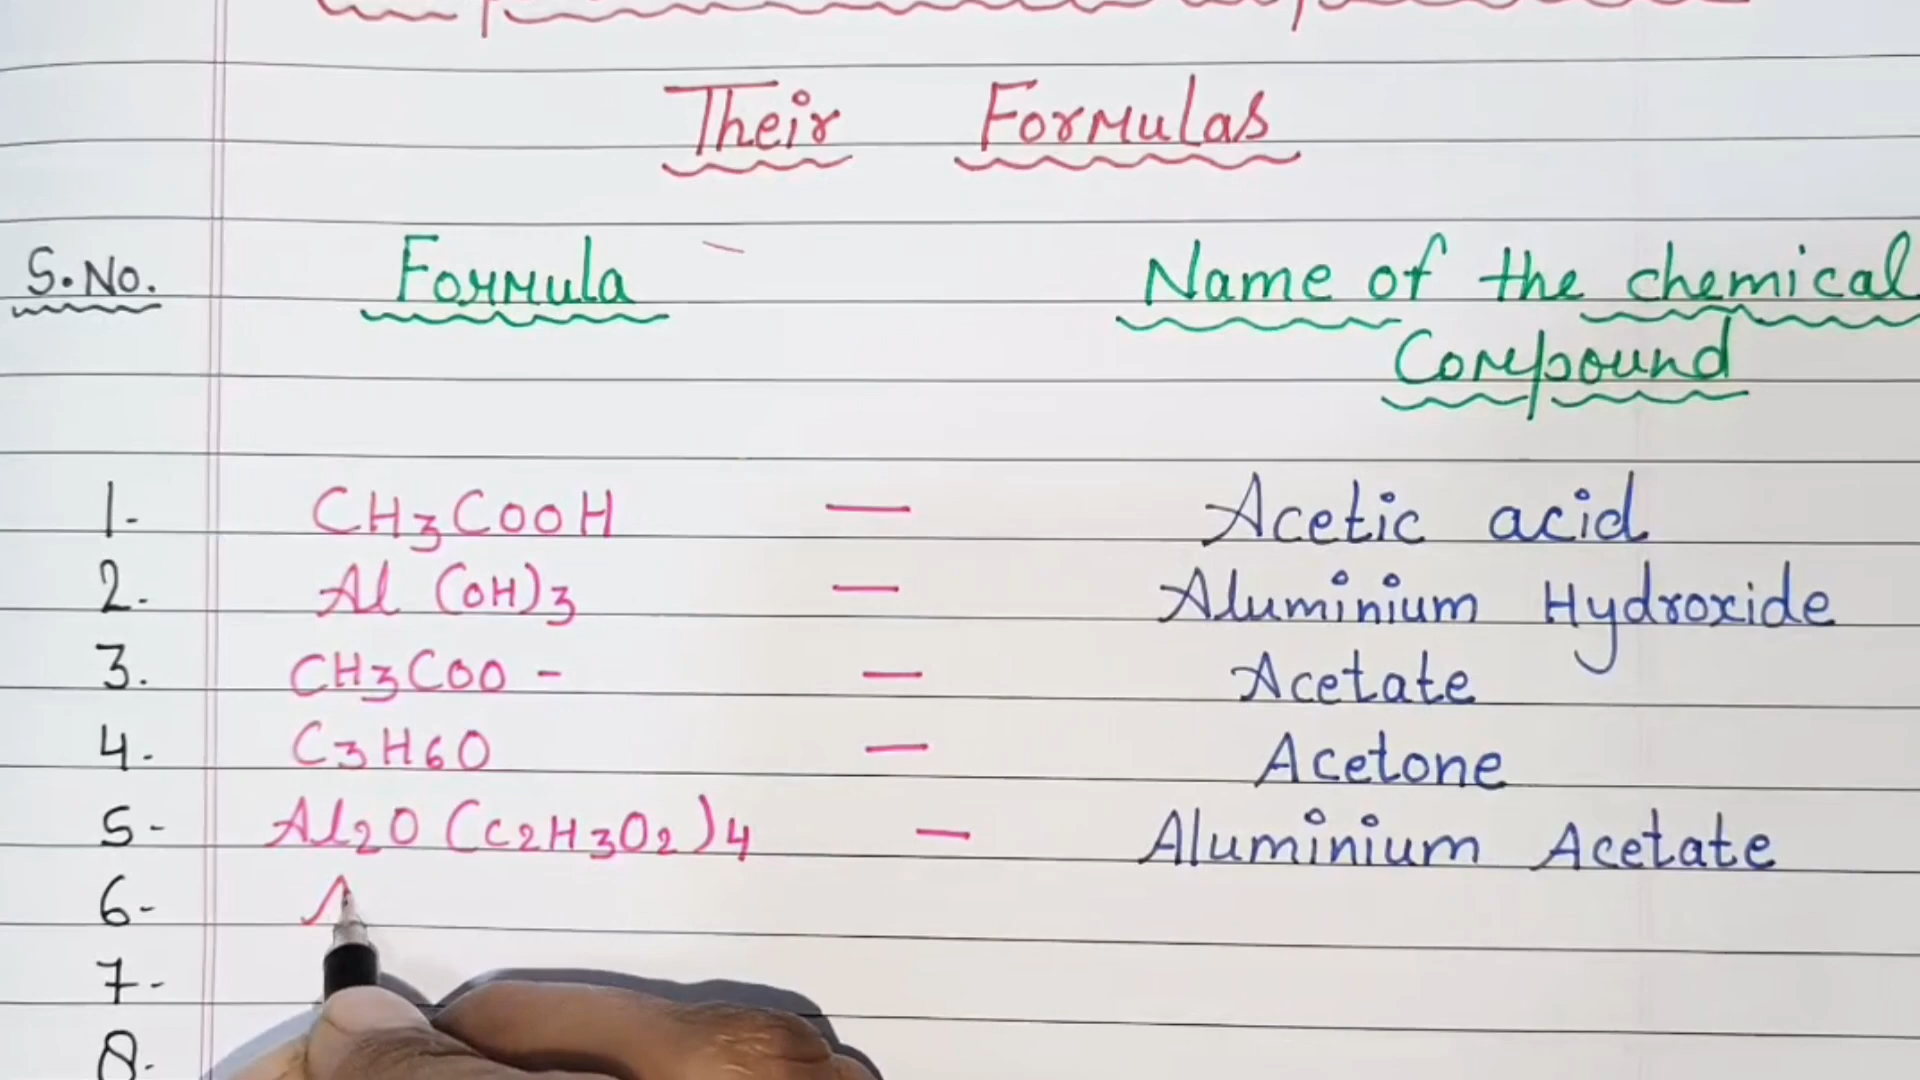 Their Formulas
S.No. Formula Name of the chemical
Compound
1. CH3COOH — Acetic acid
2. Al (OH)3 — Aluminium Hydroxide
3. CH3COO - — Acetate
4. C3H6O — Acetone
5. Al2O (C2H3O2)4 — Aluminium Acetate
6.
7.
8.